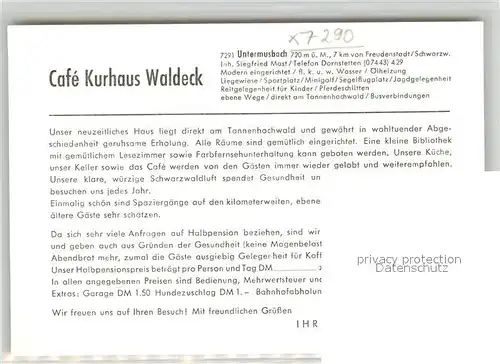 x7290
7291 Untermusbach 720 m ü. M., 7 km von Freudenstadt/Schwarzw.
Inh. Siegfried Mast / Telefon Dornstetten (07443) 429
Modern eingerichtet / fl. k. u. w. Wasser / Ölheizung
Liegewiese / Sportplatz / Minigolf / Segelflugplatz / Jagdgelegenheit
Reitgelegenheit für Kinder / Pferdeschlitten
ebene Wege / direkt am Tannenhochwald / Busverbindungen
Café Kurhaus Waldeck
Unser neuzeitliches Haus liegt direkt am Tannenhochwald und gewährt in wohltuender Abge-
schiedenheit geruhsame Erholung. Alle Räume sind gemütlich eingerichtet. Eine kleine Bibliothek
mit gemütlichem Lesezimmer sowie Farbfernsehunterhaltung kann geboten werden. Unsere Küche,
unser Keller sowie das Café werden von den Gästen immer wieder gelobt und weiterempfohlen.
Unsere klare, würzige Schwarzwaldluft spendet Gesundheit un
besuchen uns jedes Jahr.
Einmalig schön sind Spaziergänge auf den kilometerweiten, ebene
ältere Gäste sehr schätzen.
Da sich sehr viele Anfragen auf Halbpension beziehen, sind wir
und geben auch aus Gründen der Gesundheit (keine Magenbelast
Abendbrot mehr, zumal die Gäste ausgiebig Gelegenheit für Kaff
Unser Halbpensionspreis beträgt pro Person und Tag DM
In allen angegebenen Preisen sind Bedienung, Mehrwertsteuer und
Extras: Garage DM 1.50 Hundezuschlag DM 1.– Bahnhofabholun
Wir freuen uns auf Ihren Besuch! Mit freundlichen Grüßen
IHR
privacy protection
Datenschutz